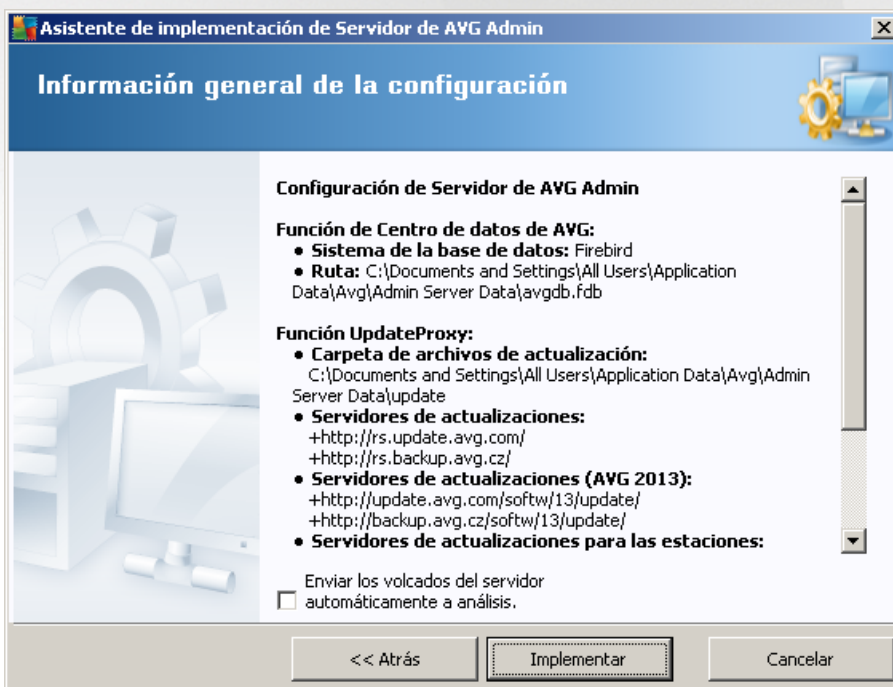 Asistente de implementación de Servidor de AVG Admin
Información general de la configuración
Configuración de Servidor de AVG Admin
Función de Centro de datos de AVG:
● Sistema de la base de datos: Firebird
● Ruta: C:\Documents and Settings\All Users\Application
Data\Avg\Admin Server Data\avgdb.fdb
Función UpdateProxy:
● Carpeta de archivos de actualización:
C:\Documents and Settings\All Users\Application Data\Avg\Admin
Server Data\update
● Servidores de actualizaciones:
+http://rs.update.avg.com/
+http://rs.backup.avg.cz/
● Servidores de actualizaciones (AVG 2013):
+http://update.avg.com/softw/13/update/
+http://backup.avg.cz/softw/13/update/
● Servidores de actualizaciones para las estaciones:
Enviar los volcados del servidor
automáticamente a análisis.
<< Atrás
Implementar
Cancelar